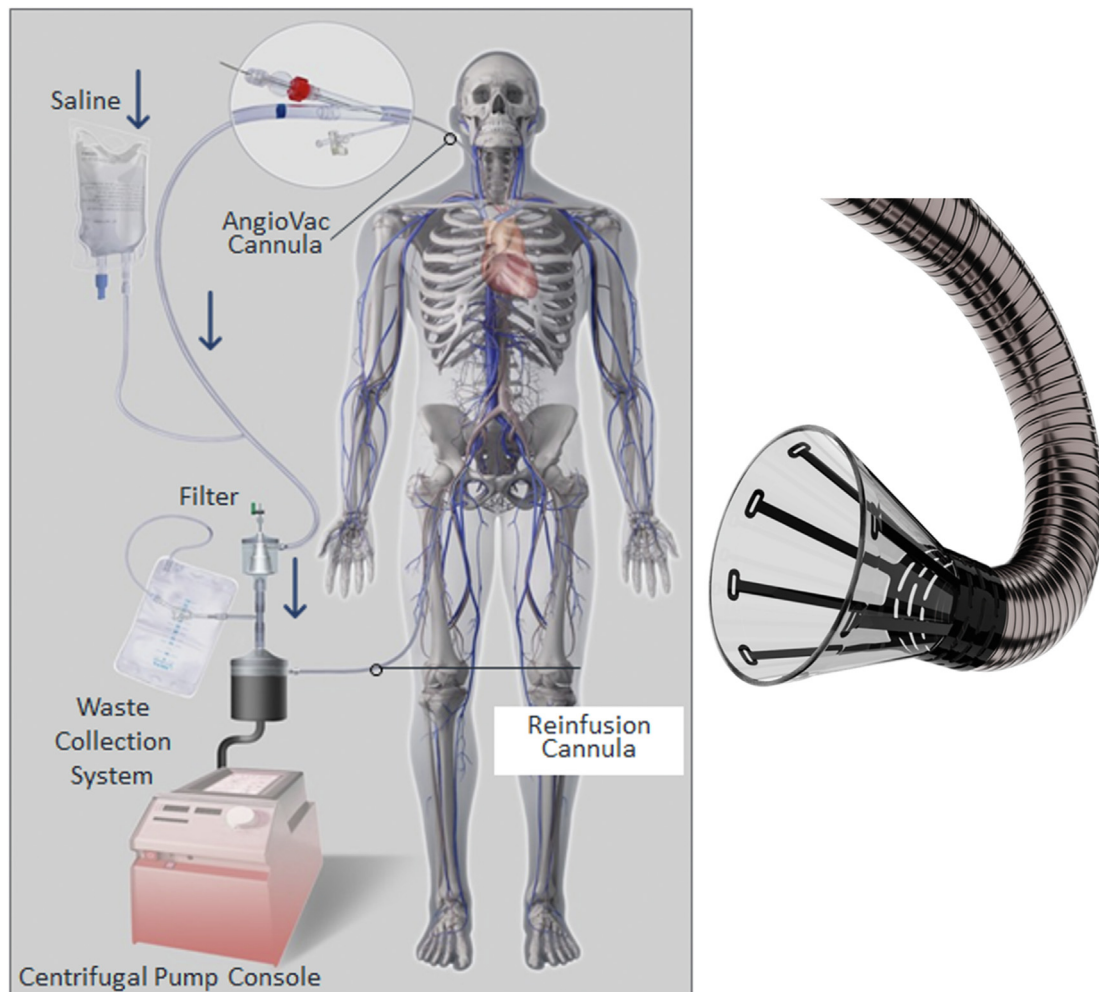 Saline
AngioVac
Cannula
Filter
Waste
Collection
System
Reinfusion
Cannula
Centrifugal Pump Console